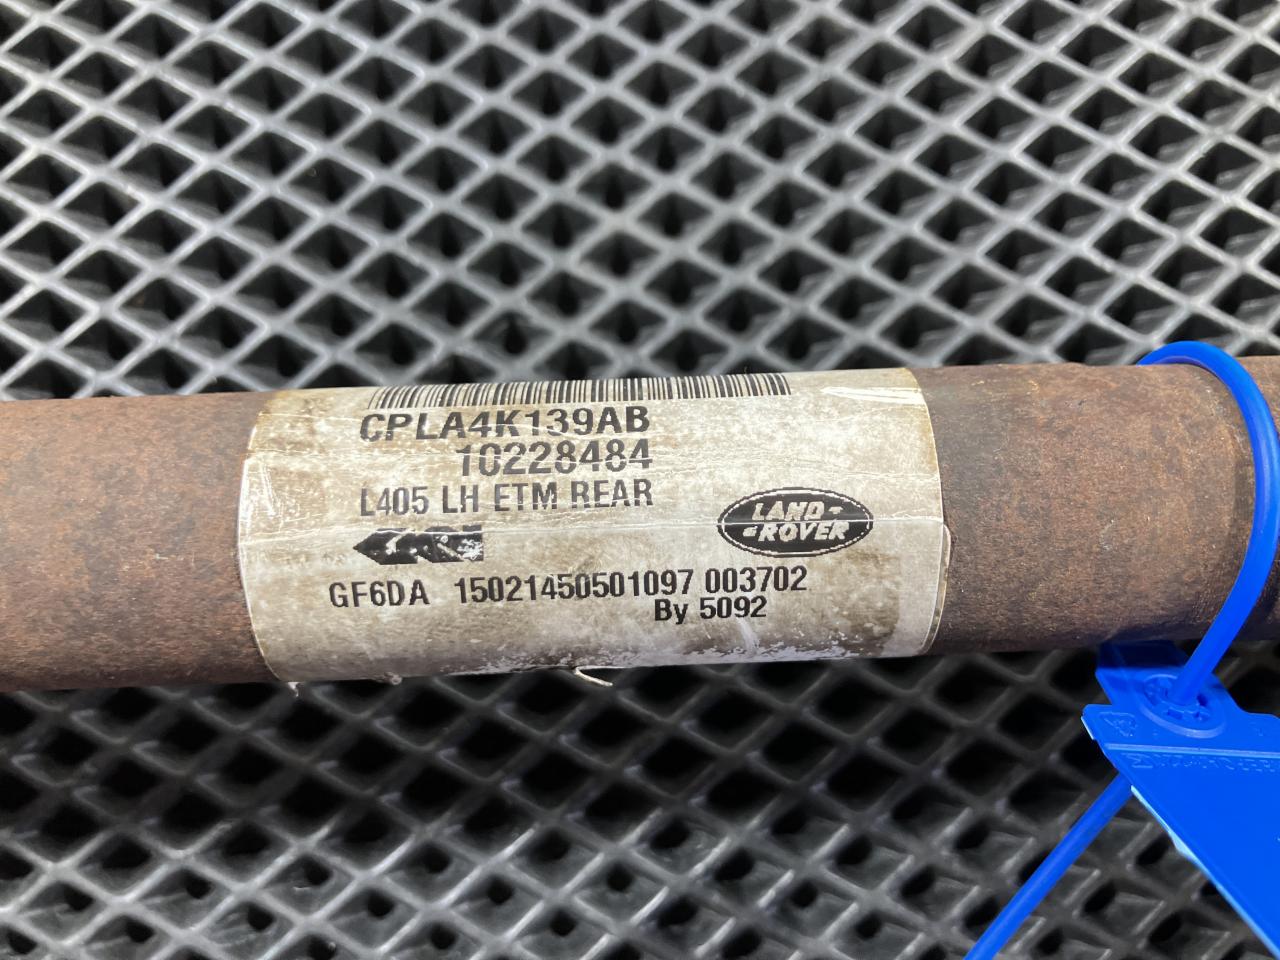 CPLA4K139AB
10228484
L405 LH ETM REAR
LAND-
-ROVER
GF6DA 15021450501097 003702
By 5092